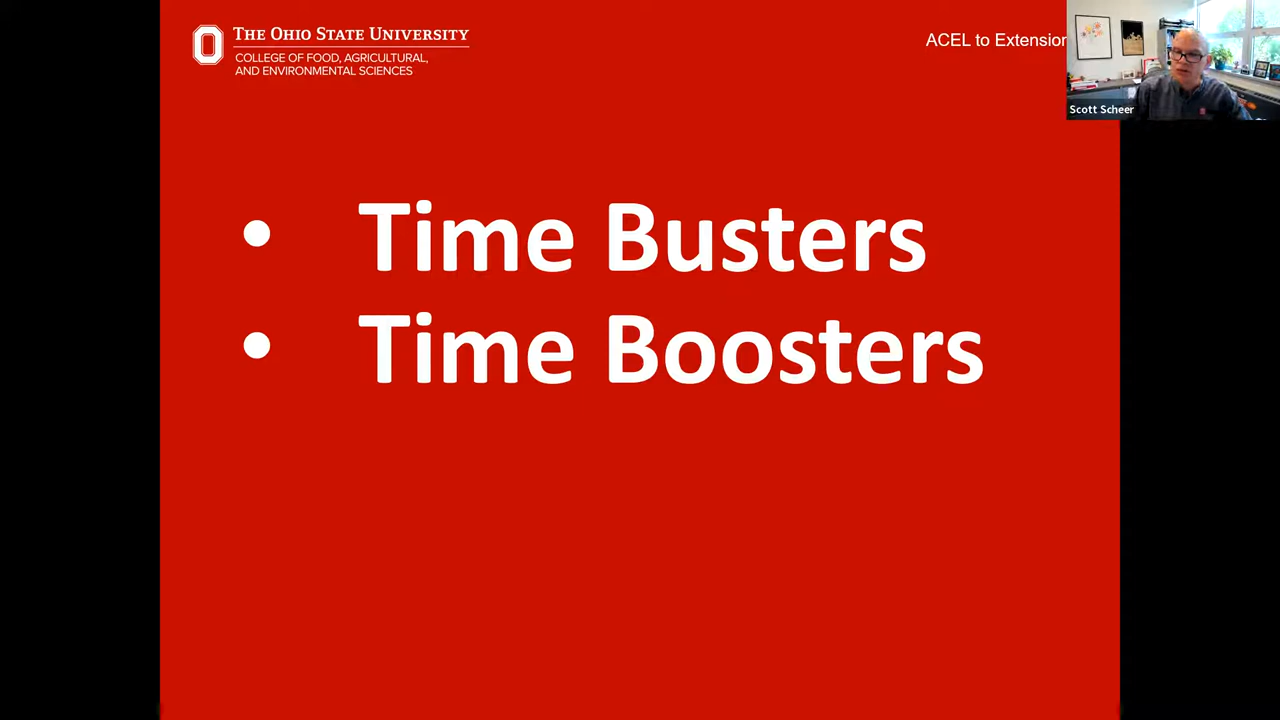 THE OHIO STATE UNIVERSITY
COLLEGE OF FOOD, AGRICULTURAL,
AND ENVIRONMENTAL SCIENCES
ACEL to Extension
Scott Scheer
• Time Busters
• Time Boosters